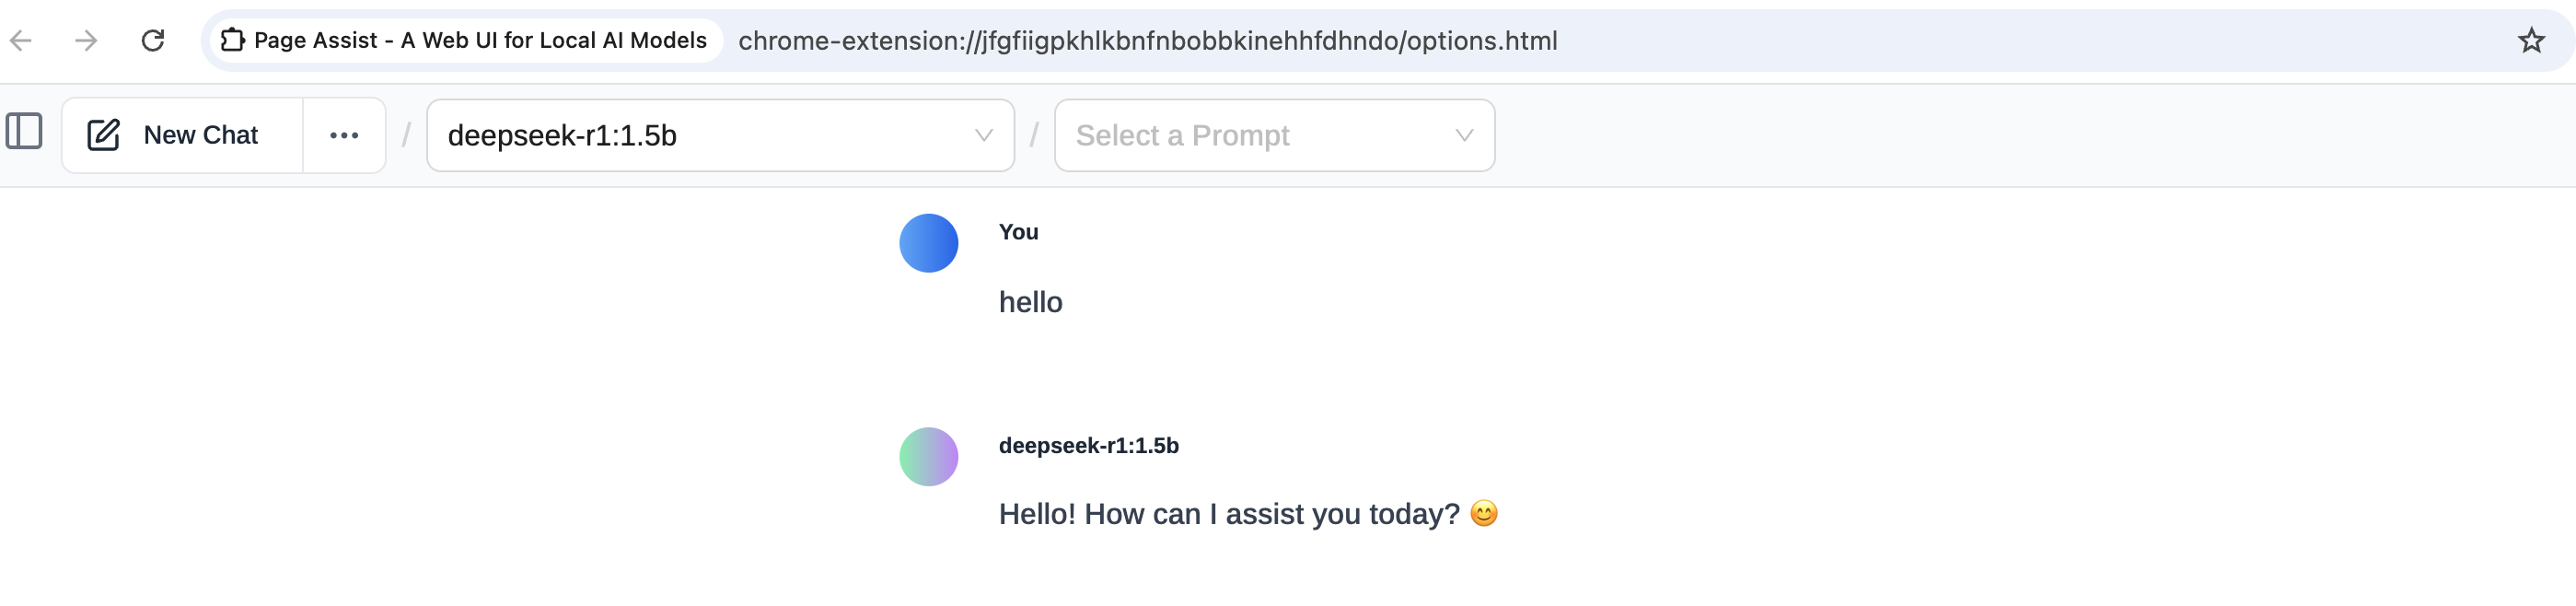 Page Assist - A Web UI for Local AI Models chrome-extension://jfgfiigpkhlkbnfnbobbkinehhfdhndo/options.html
New Chat ••• / deepseek-r1:1.5b / Select a Prompt
You
hello
deepseek-r1:1.5b
Hello! How can I assist you today? 😊